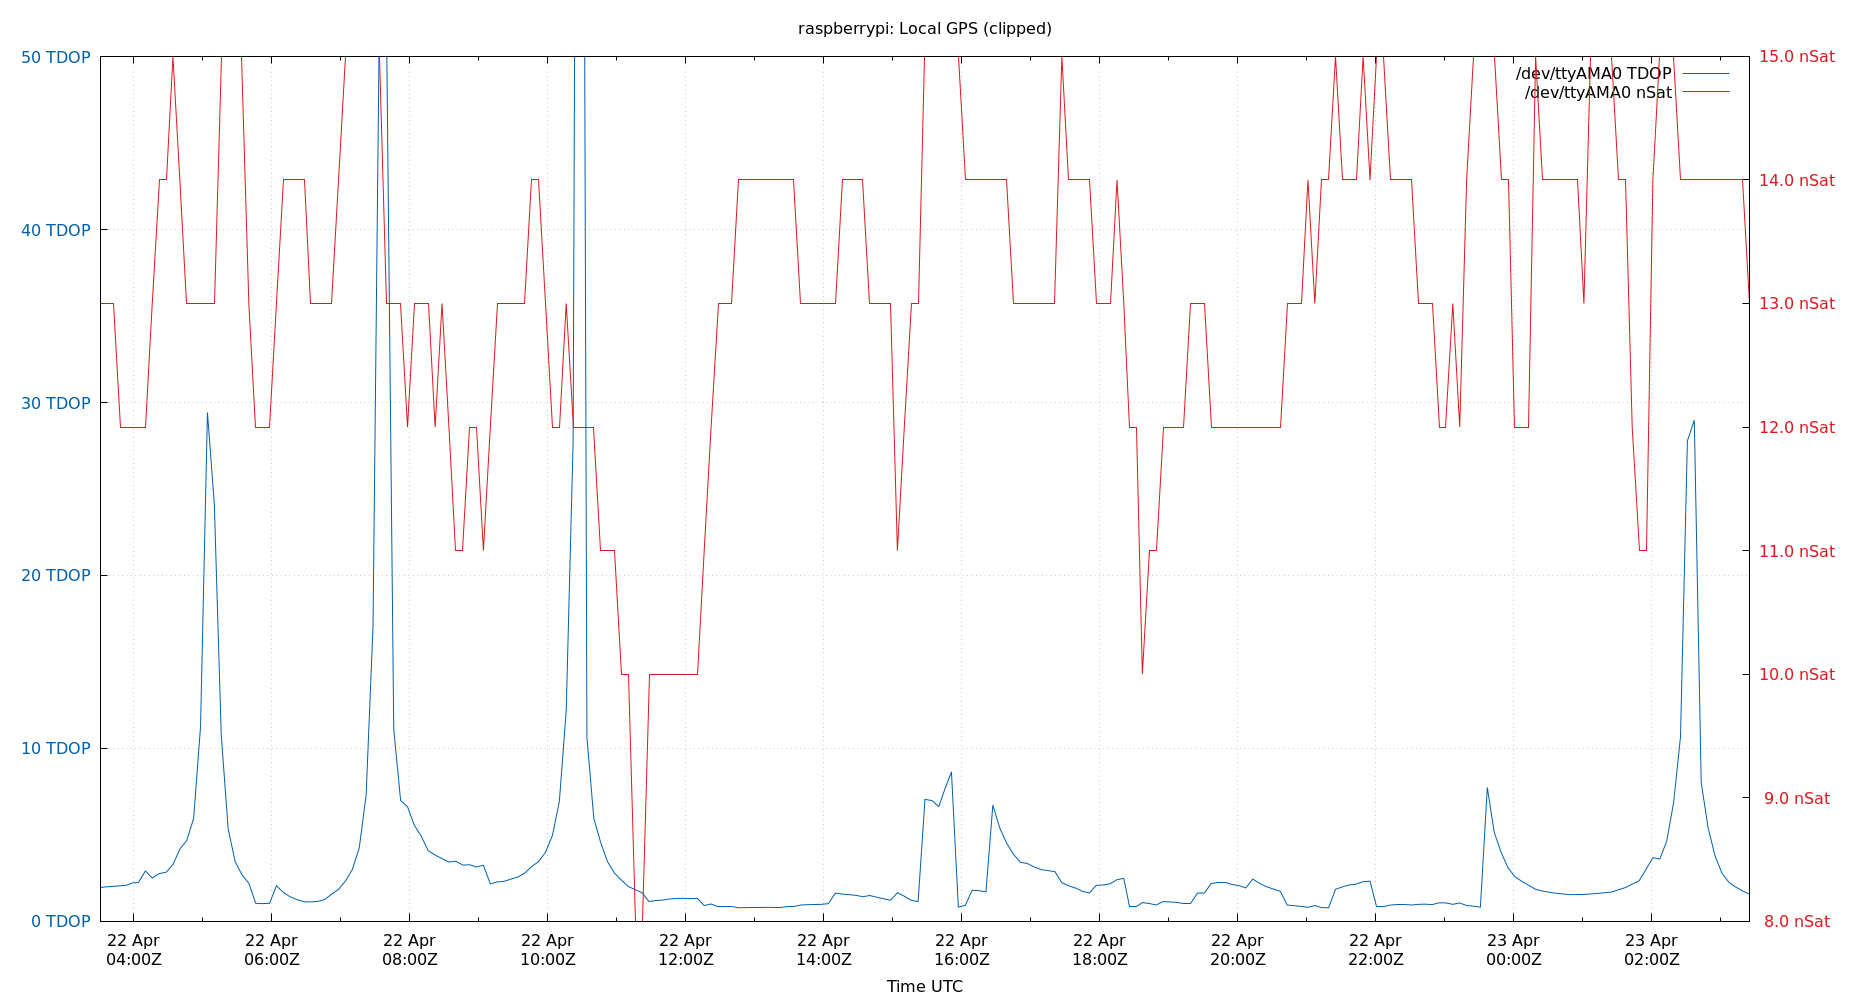 raspberrypi: Local GPS (clipped)
50 TDOP
40 TDOP
30 TDOP
20 TDOP
10 TDOP
0 TDOP
15.0 nSat
14.0 nSat
13.0 nSat
12.0 nSat
11.0 nSat
10.0 nSat
9.0 nSat
8.0 nSat
/dev/ttyAMA0 TDOP
/dev/ttyAMA0 nSat
22 Apr 22 Apr 22 Apr 22 Apr 22 Apr 22 Apr 22 Apr 22 Apr 22 Apr 22 Apr 23 Apr 23 Apr
04:00Z 06:00Z 08:00Z 10:00Z 12:00Z 14:00Z 16:00Z 18:00Z 20:00Z 22:00Z 00:00Z 02:00Z
Time UTC